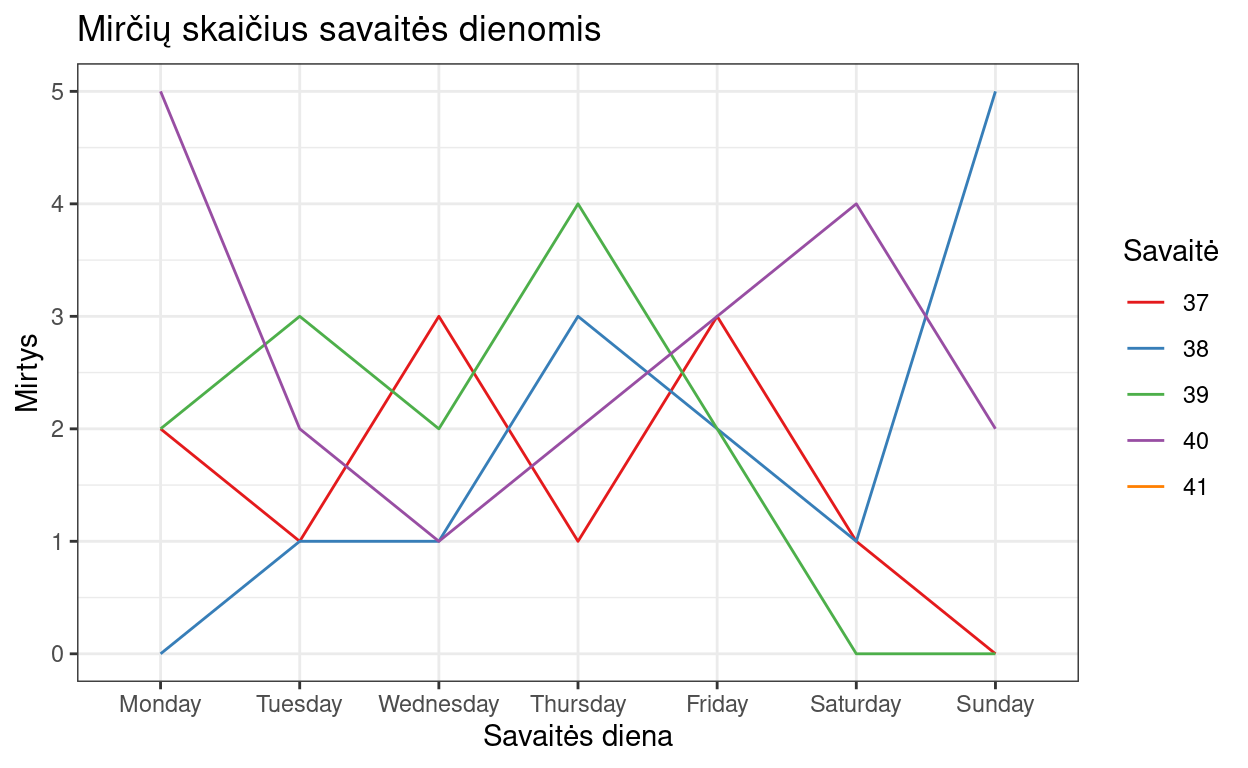 Mirčių skaičius savaitės dienomis
5
4
3
2
1
0
Mirtys
Monday Tuesday Wednesday Thursday Friday Saturday Sunday
Savaitės diena
Savaitė
37
38
39
40
41